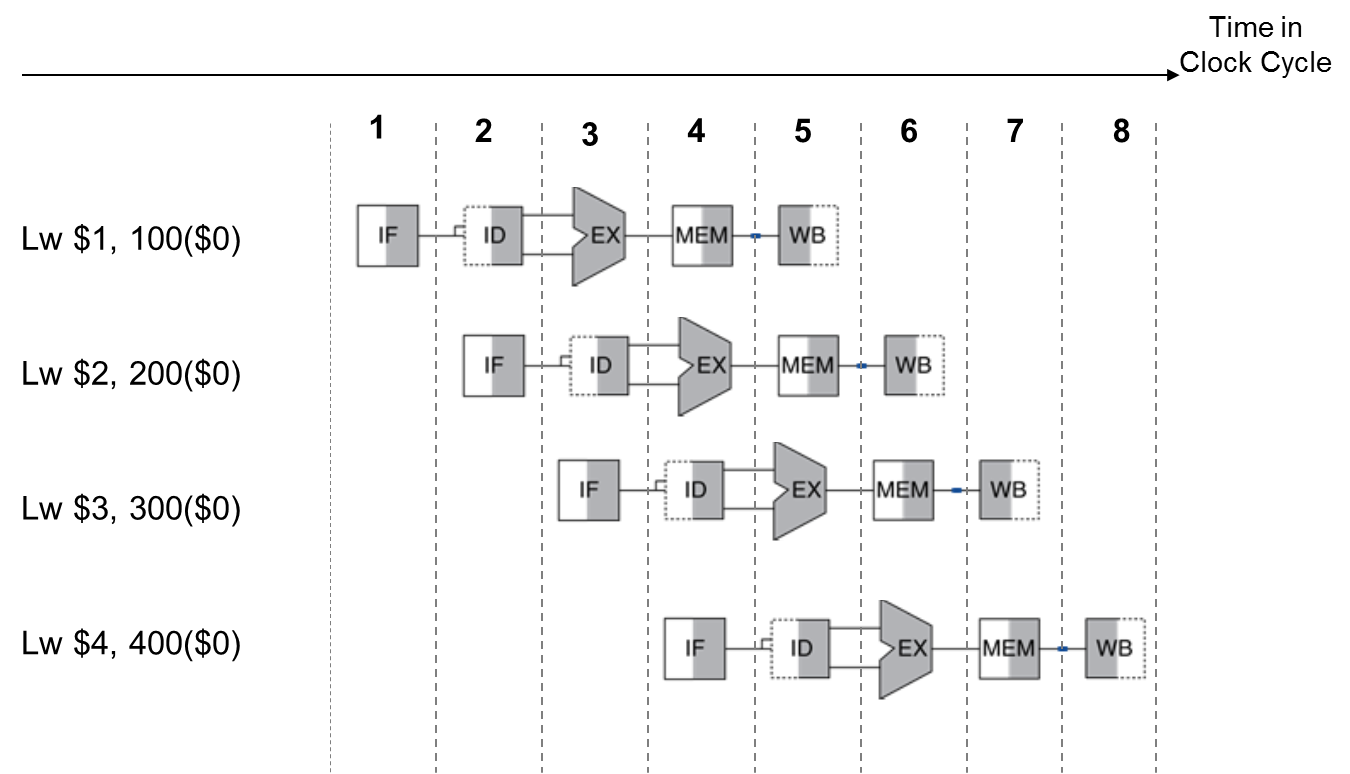 Time in
Clock Cycle
1 2 3 4 5 6 7 8
Lw $1, 100($0) IF ID EX MEM WB
Lw $2, 200($0) IF ID EX MEM WB
Lw $3, 300($0) IF ID EX MEM WB
Lw $4, 400($0) IF ID EX MEM WB